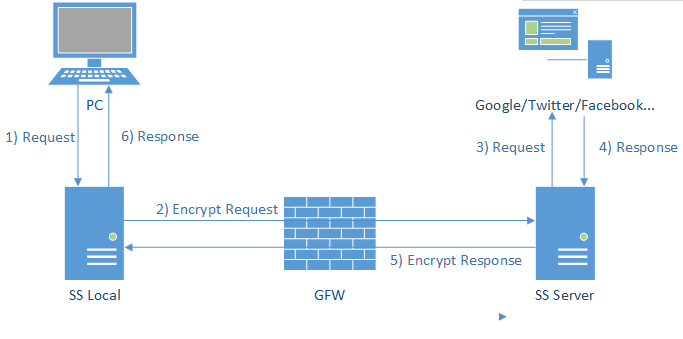 PC
Google/Twitter/Facebook...
1) Request
6) Response
3) Request
4) Response
2) Encrypt Request
5) Encrypt Response
SS Local
GFW
SS Server